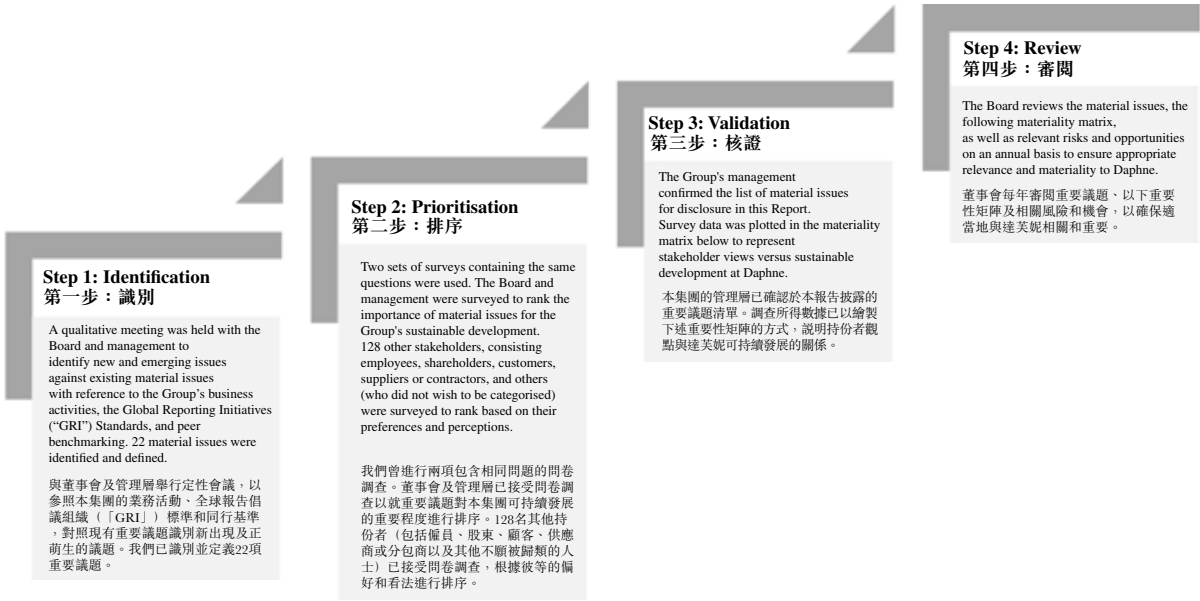 Step 1: Identification
第一步：識別
A qualitative meeting was held with the
Board and management to
identify new and emerging issues
against existing material issues
with reference to the Group’s business
activities, the Global Reporting Initiatives
(“GRI”) Standards, and peer
benchmarking. 22 material issues were
identified and defined.
與董事會及管理層舉行定性會議，以
參照本集團的業務活動、全球報告倡
議組織（「GRI」）標準和同行基準
，對照現有重要議題識別新出現及正
萌生的議題。我們已識別並定義22項
重要議題。
Step 2: Prioritisation
第二步：排序
Two sets of surveys containing the same
questions were used. The Board and
management were surveyed to rank the
importance of material issues for the
Group's sustainable development.
128 other stakeholders, consisting
employees, shareholders, customers,
suppliers or contractors, and others
(who did not wish to be categorised)
were surveyed to rank based on their
preferences and perceptions.
我們曾進行兩項包含相同問題的問卷
調查。董事會及管理層已接受問卷調
查以就重要議題對本集團可持續發展
的重要程度進行排序。128名其他持
份者（包括僱員、股東、顧客、供應
商或分包商以及其他不願被歸類的人
士）已接受問卷調查，根據彼等的偏
好和看法進行排序。
Step 3: Validation
第三步：核證
The Group's management
confirmed the list of material issues
for disclosure in this Report.
Survey data was plotted in the materiality
matrix below to represent
stakeholder views versus sustainable
development at Daphne.
本集團的管理層已確認於本報告披露的
重要議題清單。調查所得數據已以繪製
下述重要性矩陣的方式，説明持份者觀
點與達芙妮可持續發展的關係。
Step 4: Review
第四步：審閱
The Board reviews the material issues, the
following materiality matrix,
as well as relevant risks and opportunities
on an annual basis to ensure appropriate
relevance and materiality to Daphne.
董事會每年審閱重要議題、以下重要
性矩陣及相關風險和機會，以確保適
當地與達芙妮相關和重要。